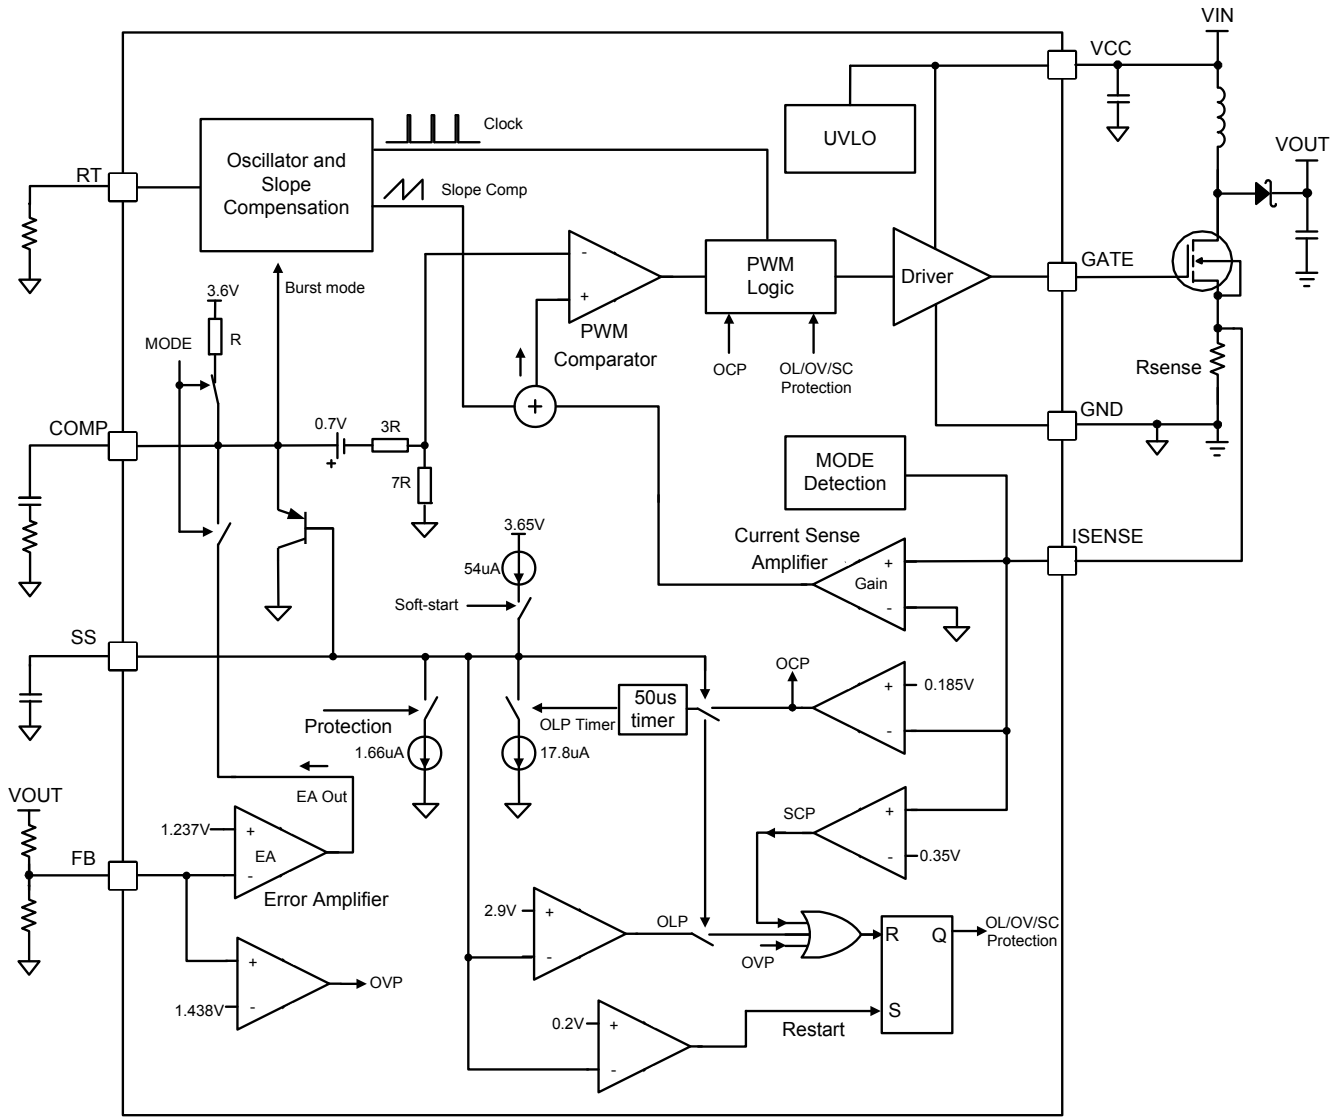 VIN
VCC
UVLO
Clock
Oscillator and
Slope
Compensation
RT
Slope Comp
VOUT
GATE
PWM
Logic
Driver
-
+
PWM
Comparator
Burst mode
3.6V
R
MODE
OCP
OL/OV/SC
Protection
Rsense
GND
COMP
0.7V
+
3R
7R
+
MODE
Detection
3.65V
54uA
Current Sense
Amplifier
ISENSE
+
Gain
-
Soft-start
SS
OCP
+
0.185V
-
50us
timer
OLP Timer
Protection
1.66uA
17.8uA
EA Out
VOUT
1.237V
+
EA
-
FB
Error Amplifier
SCP
+
-
0.35V
2.9V
+
-
OLP
OVP
R
Q
S
OL/OV/SC
Protection
+
-
1.438V
OVP
0.2V
+
-
Restart